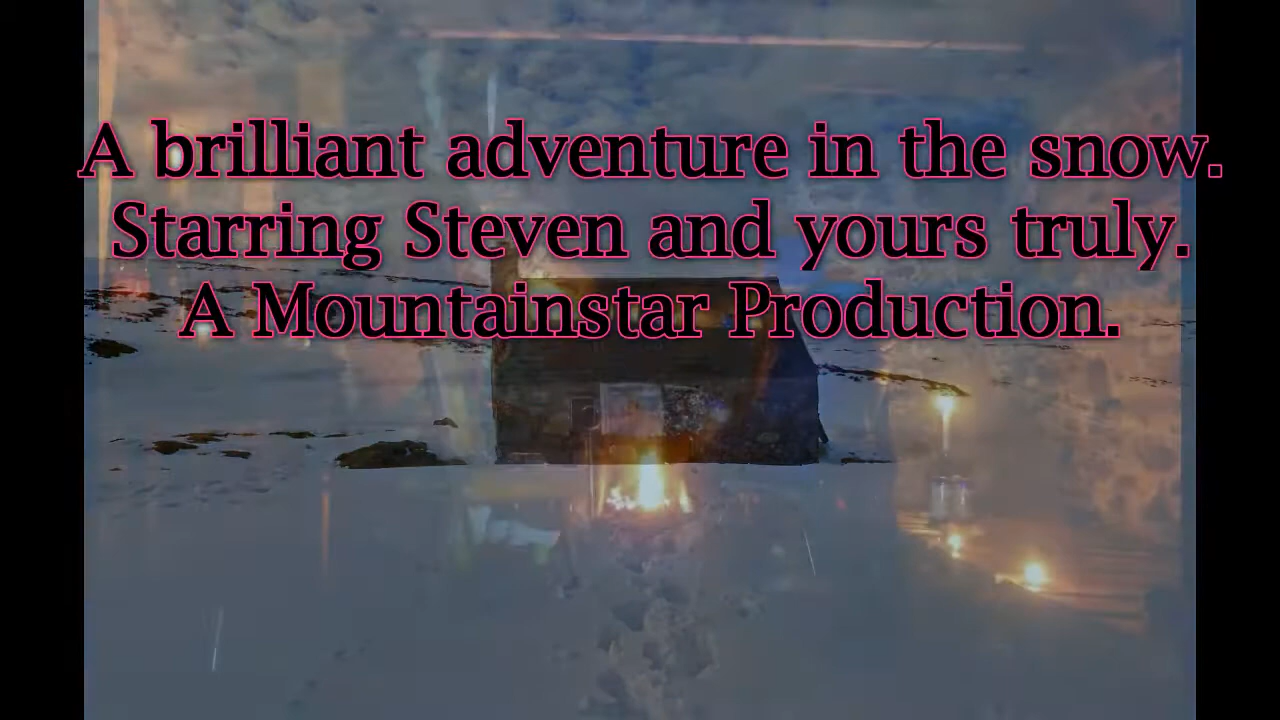 A brilliant adventure in the snow.
Starring Steven and yours truly.
A Mountainstar Production.